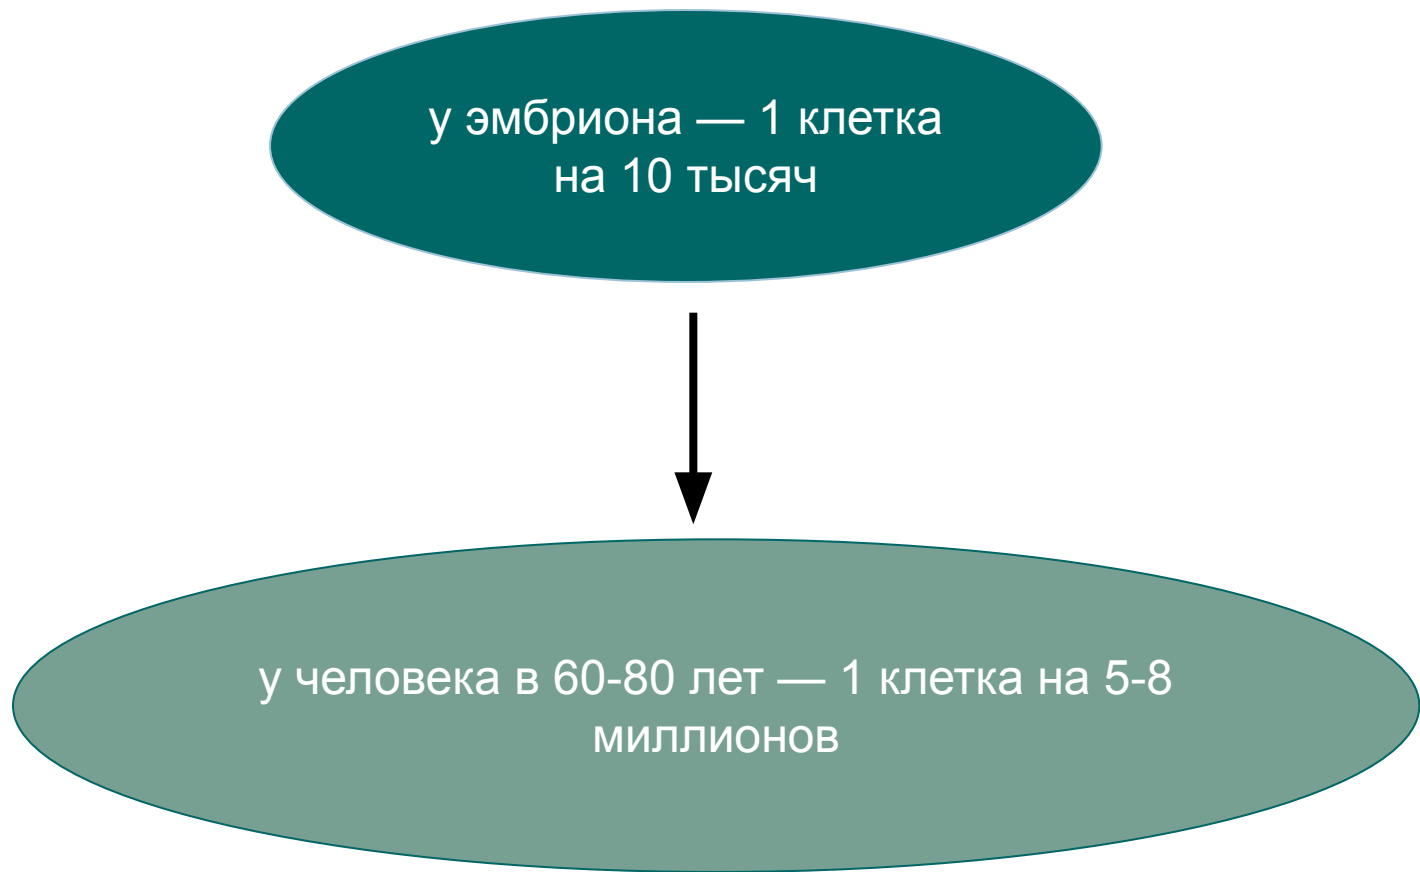 у эмбриона — 1 клетка
на 10 тысяч
у человека в 60-80 лет — 1 клетка на 5-8
миллионов